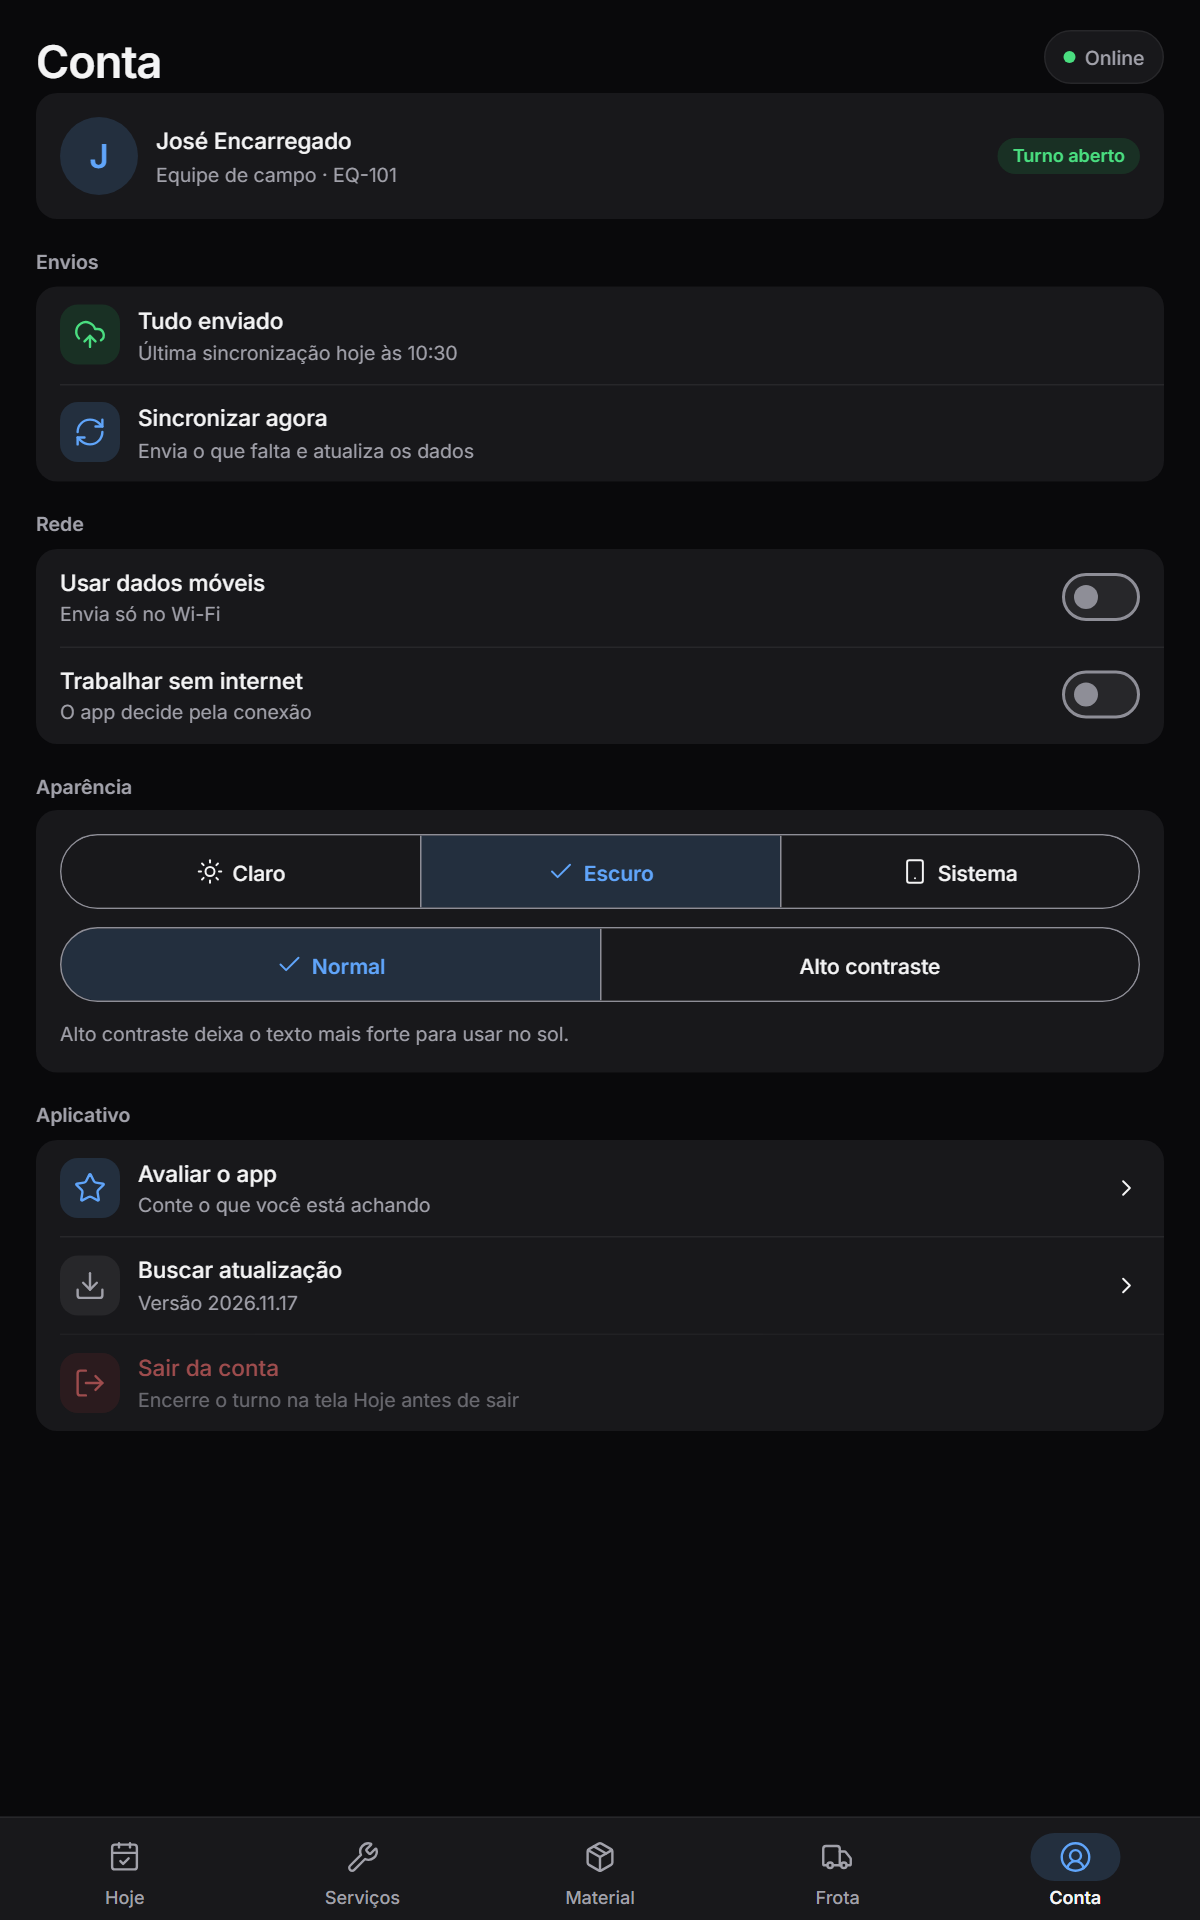 Conta
Online
J
José Encarregado
Equipe de campo · EQ-101
Turno aberto
Envios
Tudo enviado
Última sincronização hoje às 10:30
Sincronizar agora
Envia o que falta e atualiza os dados
Rede
Usar dados móveis
Envia só no Wi-Fi
Trabalhar sem internet
O app decide pela conexão
Aparência
Claro
Escuro
Sistema
Normal
Alto contraste
Alto contraste deixa o texto mais forte para usar no sol.
Aplicativo
Avaliar o app
Conte o que você está achando
Buscar atualização
Versão 2026.11.17
Sair da conta
Encerre o turno na tela Hoje antes de sair
Hoje
Serviços
Material
Frota
Conta